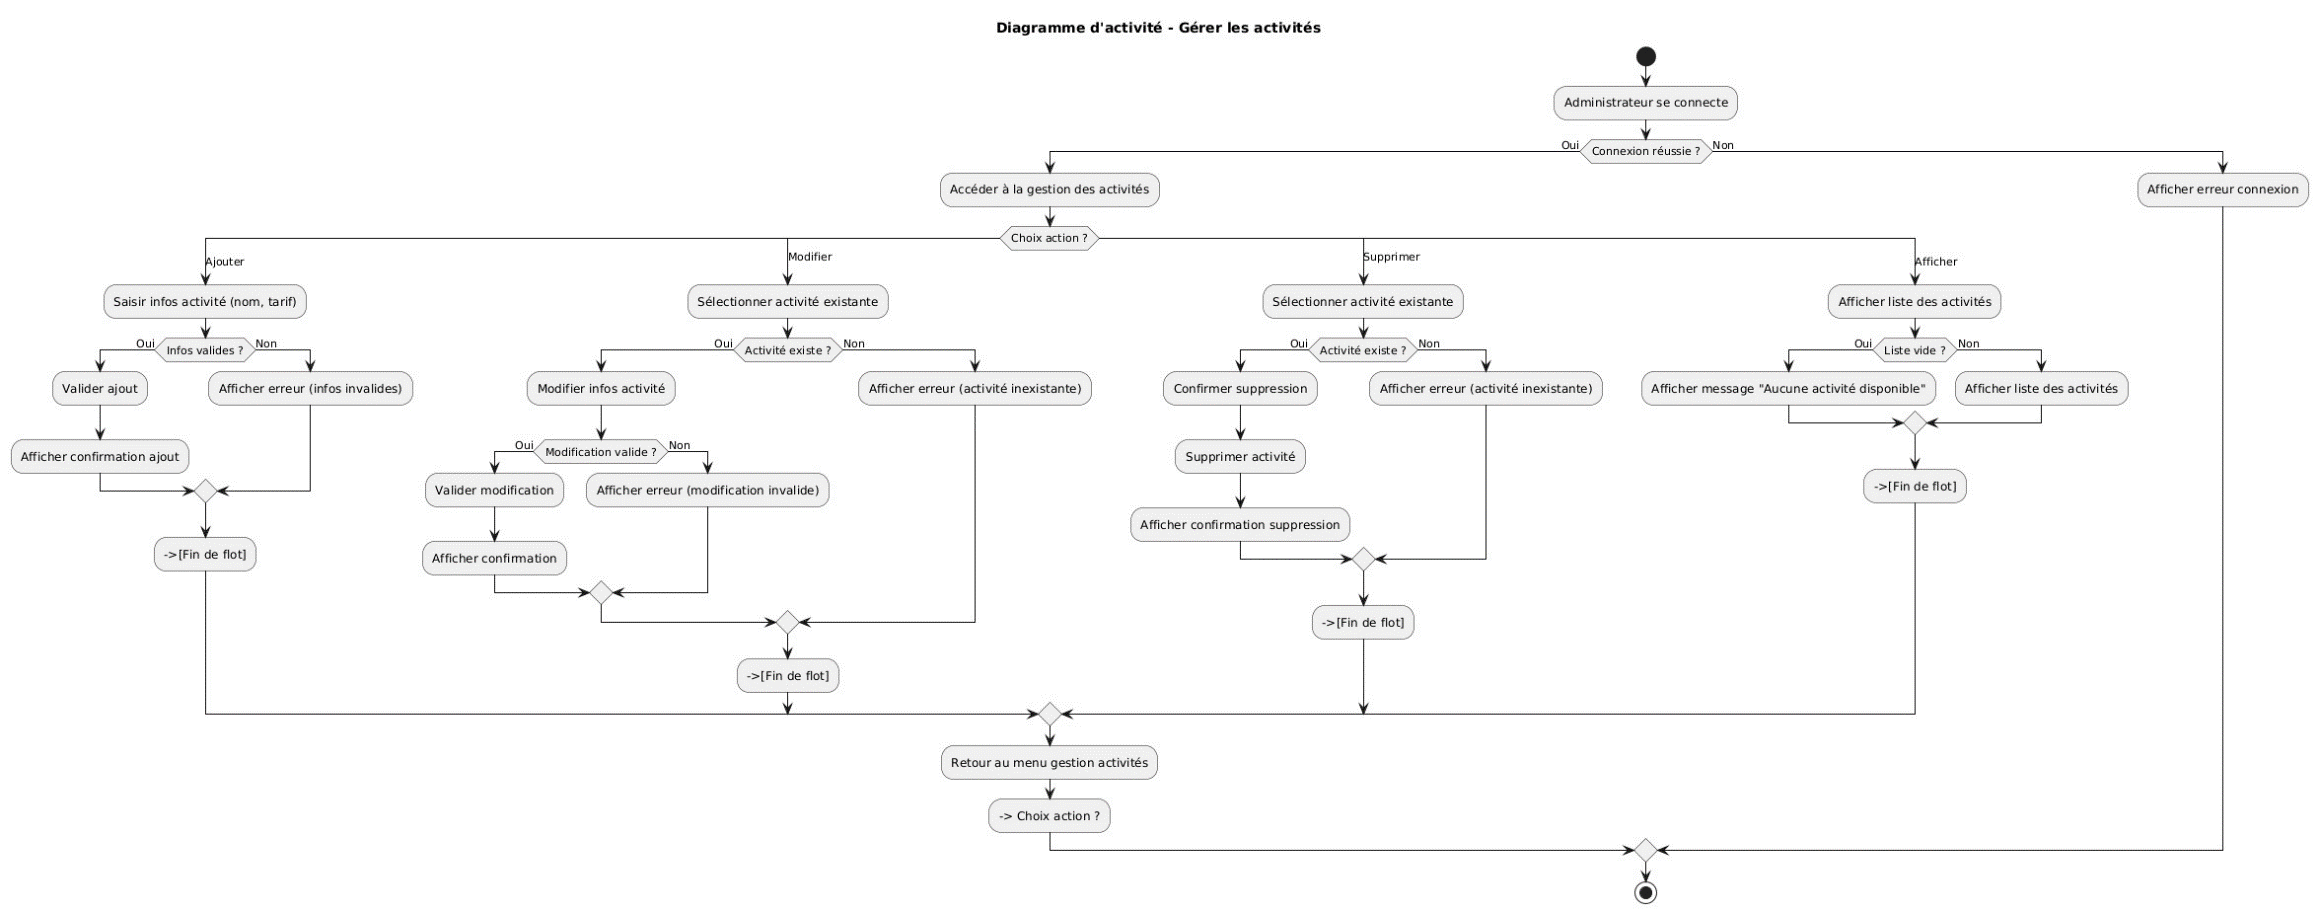 Diagramme d'activité - Gérer les activités
Administrateur se connecte
Oui
Connexion réussie ?
Non
Accéder à la gestion des activités
Afficher erreur connexion
Choix action ?
Ajouter
Modifier
Supprimer
Afficher
Saisir infos activité (nom, tarif)
Sélectionner activité existante
Sélectionner activité existante
Afficher liste des activités
Oui
Infos valides ?
Non
Oui
Activité existe ?
Non
Oui
Activité existe ?
Non
Oui
Liste vide ?
Non
Valider ajout
Afficher erreur (infos invalides)
Modifier infos activité
Afficher erreur (activité inexistante)
Confirmer suppression
Afficher erreur (activité inexistante)
Afficher message "Aucune activité disponible"
Afficher liste des activités
Afficher confirmation ajout
Oui
Modification valide ?
Non
Supprimer activité
Valider modification
Afficher erreur (modification invalide)
->[Fin de flot]
Afficher confirmation suppression
->[Fin de flot]
Afficher confirmation
->[Fin de flot]
->[Fin de flot]
Retour au menu gestion activités
-> Choix action ?